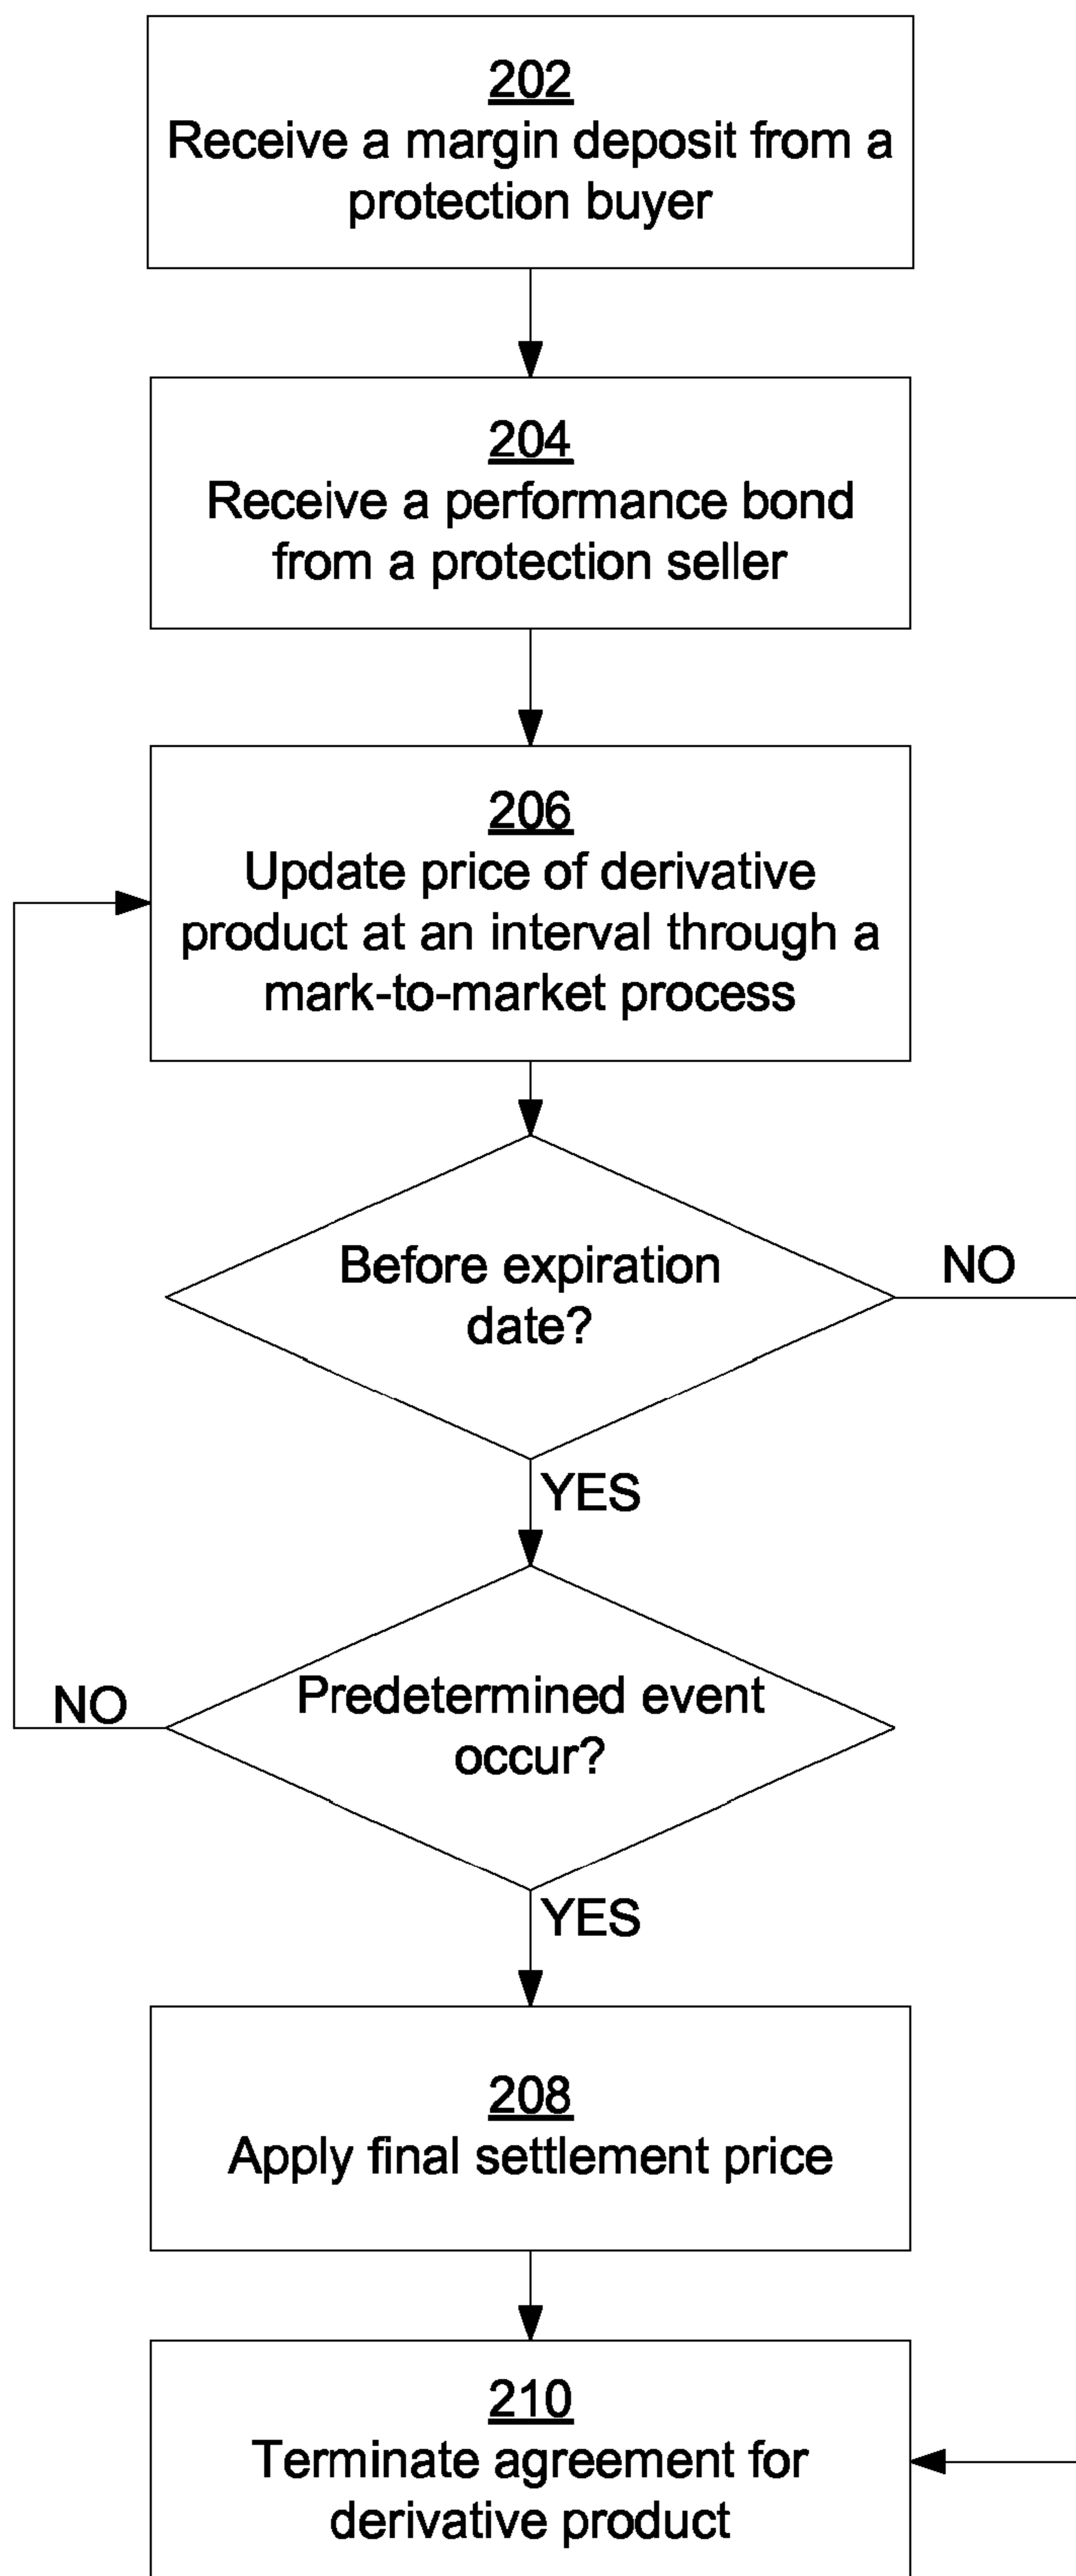 202
Receive a margin deposit from a
protection buyer
204
Receive a performance bond
from a protection seller
206
Update price of derivative
product at an interval through a
mark-to-market process
Before expiration
date?
NO
YES
Predetermined event
occur?
NO
YES
208
Apply final settlement price
210
Terminate agreement for
derivative product